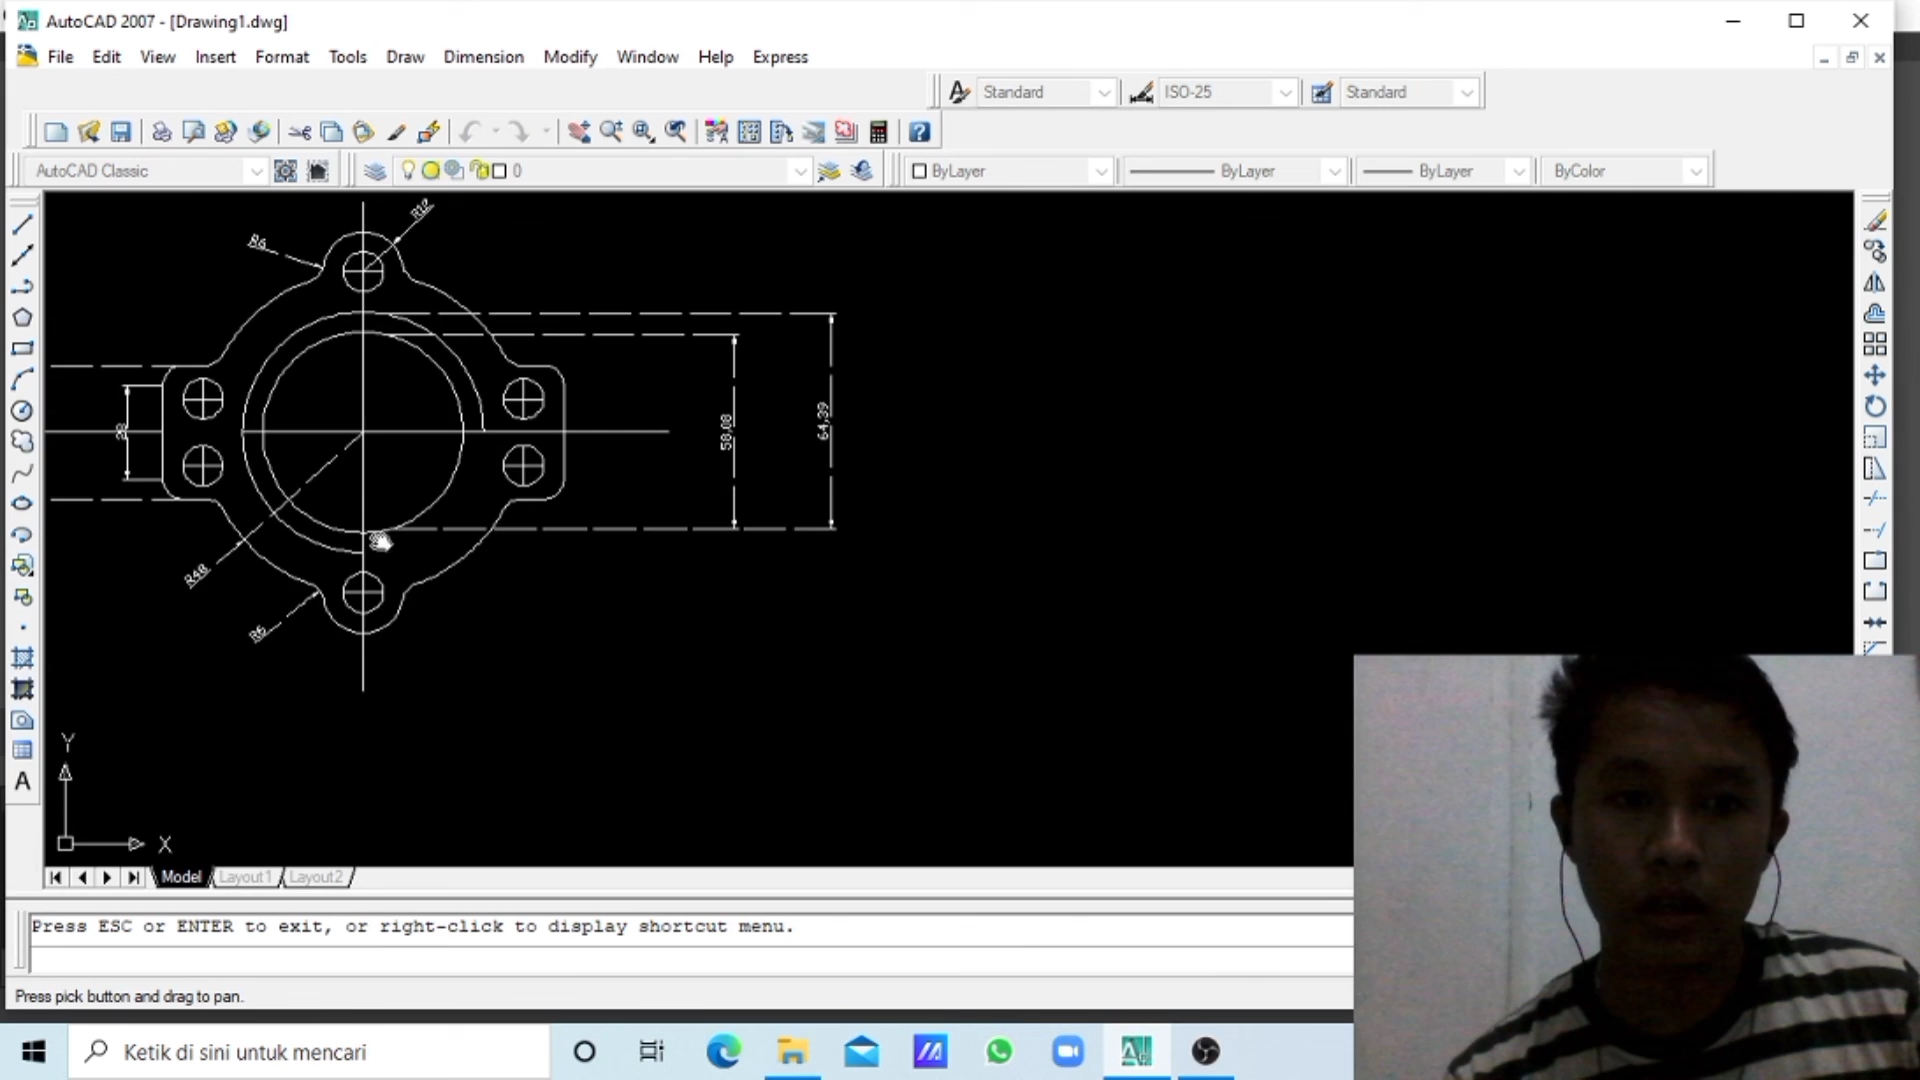 AutoCAD 2007 - [Drawing1.dwg]
File Edit View Insert Format Tools Draw Dimension Modify Window Help Express
Standard ISO-25 Standard
AutoCAD Classic 0 ByLayer ByLayer ByLayer ByColor
R12
R6
28
58,08
64,39
R48
R6
Y
X
A
Model Layout1 Layout2
Press ESC or ENTER to exit, or right-click to display shortcut menu.
Press pick button and drag to pan.
Ketik di sini untuk mencari